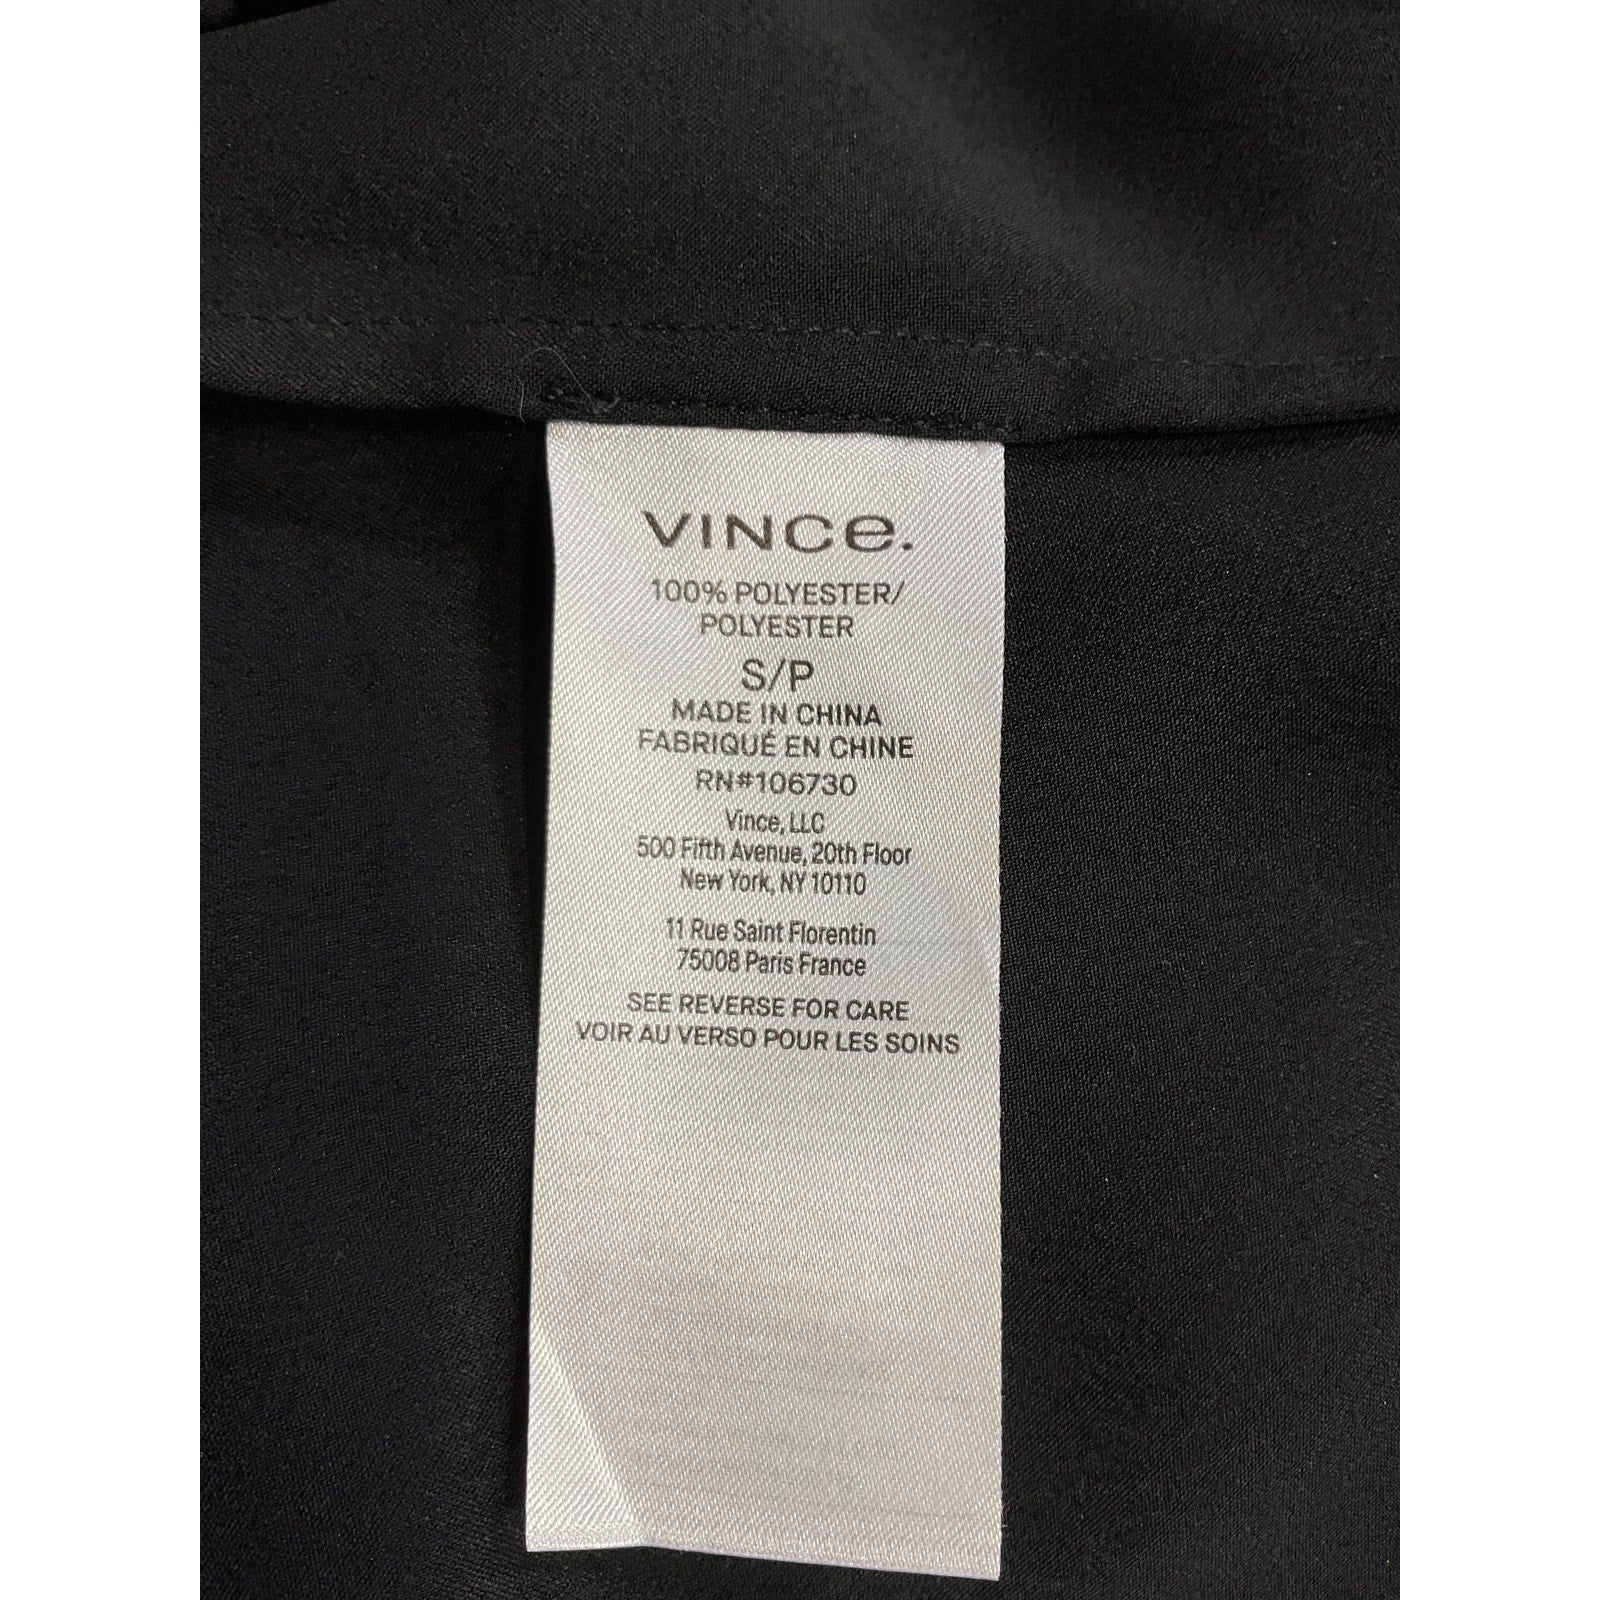 VINCe.
100% POLYESTER/
POLYESTER
S/P
MADE IN CHINA
FABRIQUÉ EN CHINE
RN#106730
Vince, LLC
500 Fifth Avenue, 20th Floor
New York, NY 10110
11 Rue Saint Florentin
75008 Paris France
SEE REVERSE FOR CARE
VOIR AU VERSO POUR LES SOINS